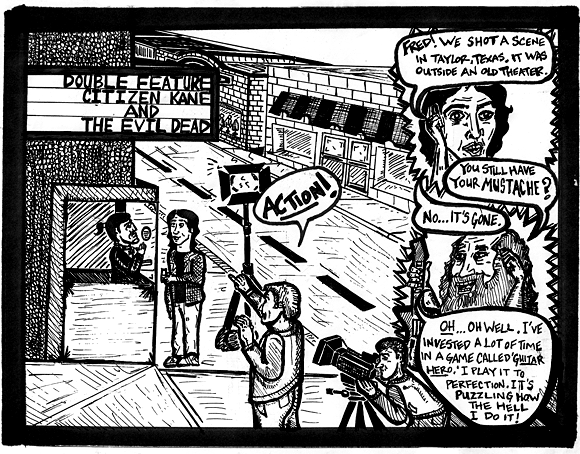 DOUBLE FEATURE
CITIZEN KANE
AND
THE EVIL DEAD
ACTION!
FRED! WE SHOT A SCENE
IN TAYLOR, TEXAS. IT WAS
OUTSIDE AN OLD THEATER.
YOU STILL HAVE
YOUR MUSTACHE?
NO... IT'S GONE.
OH... OH WELL, I'VE
INVESTED A LOT OF TIME
IN A GAME CALLED 'GUITAR
HERO.' I PLAY IT TO
PERFECTION. IT'S
PUZZLING HOW
THE HELL
I DO IT!